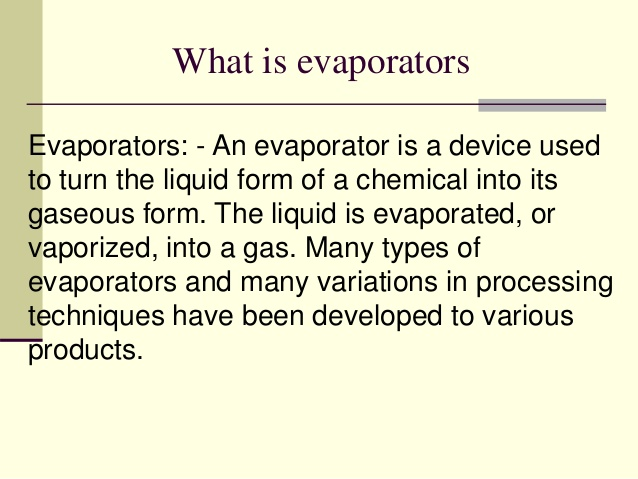 What is evaporators
Evaporators: - An evaporator is a device used
to turn the liquid form of a chemical into its
gaseous form. The liquid is evaporated, or
vaporized, into a gas. Many types of
evaporators and many variations in processing
techniques have been developed to various
products.